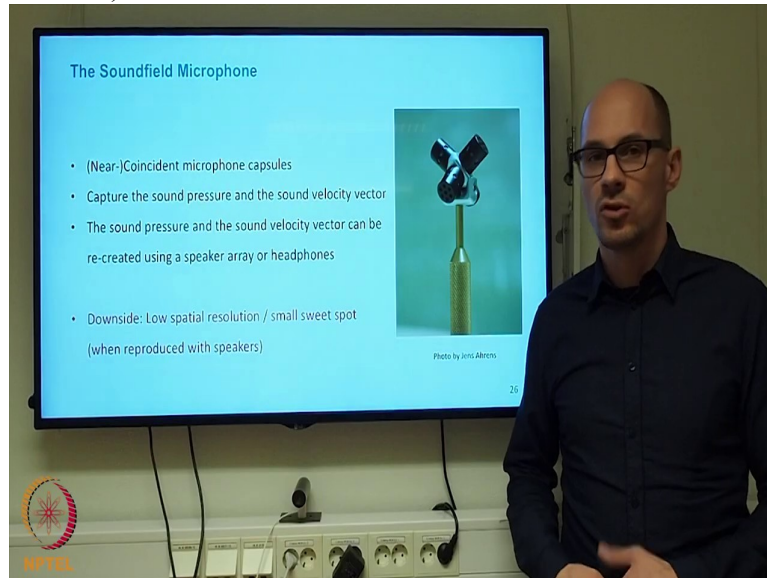 The Soundfield Microphone
• (Near-)Coincident microphone capsules
• Capture the sound pressure and the sound velocity vector
• The sound pressure and the sound velocity vector can be
re-created using a speaker array or headphones
• Downside: Low spatial resolution / small sweet spot
(when reproduced with speakers)
Photo by Jens Ahrens
26
NPTEL